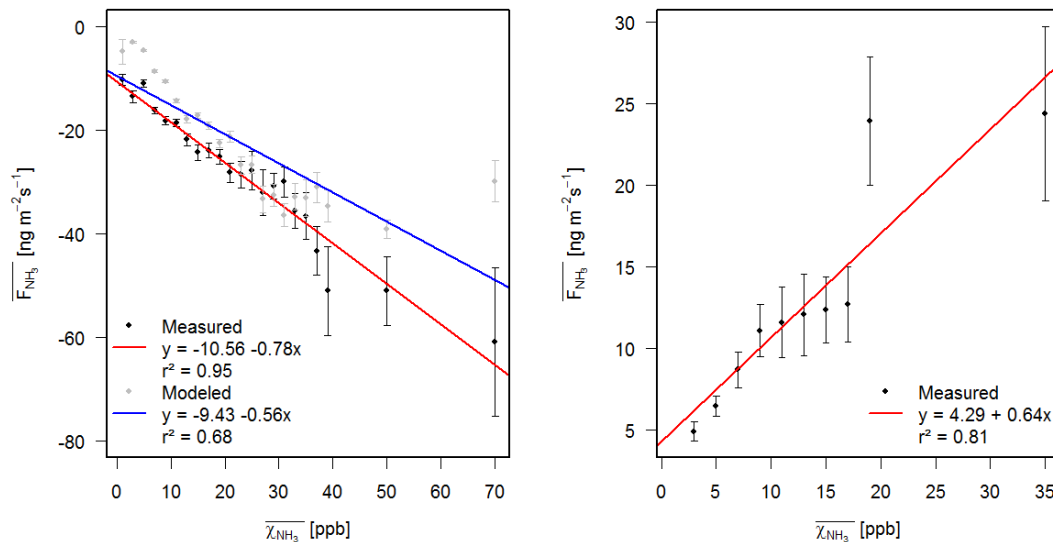 0
-20
-40
-60
-80
F_NH₃ [ng m⁻²s⁻¹]
Measured
y = -10.56 -0.78x
r² = 0.95
Modeled
y = -9.43 -0.56x
r² = 0.68
0 10 20 30 40 50 60 70
χ_NH₃ [ppb]
30
25
20
15
10
5
F_NH₃ [ng m⁻²s⁻¹]
Measured
y = 4.29 + 0.64x
r² = 0.81
0 5 10 15 20 25 30 35
χ_NH₃ [ppb]